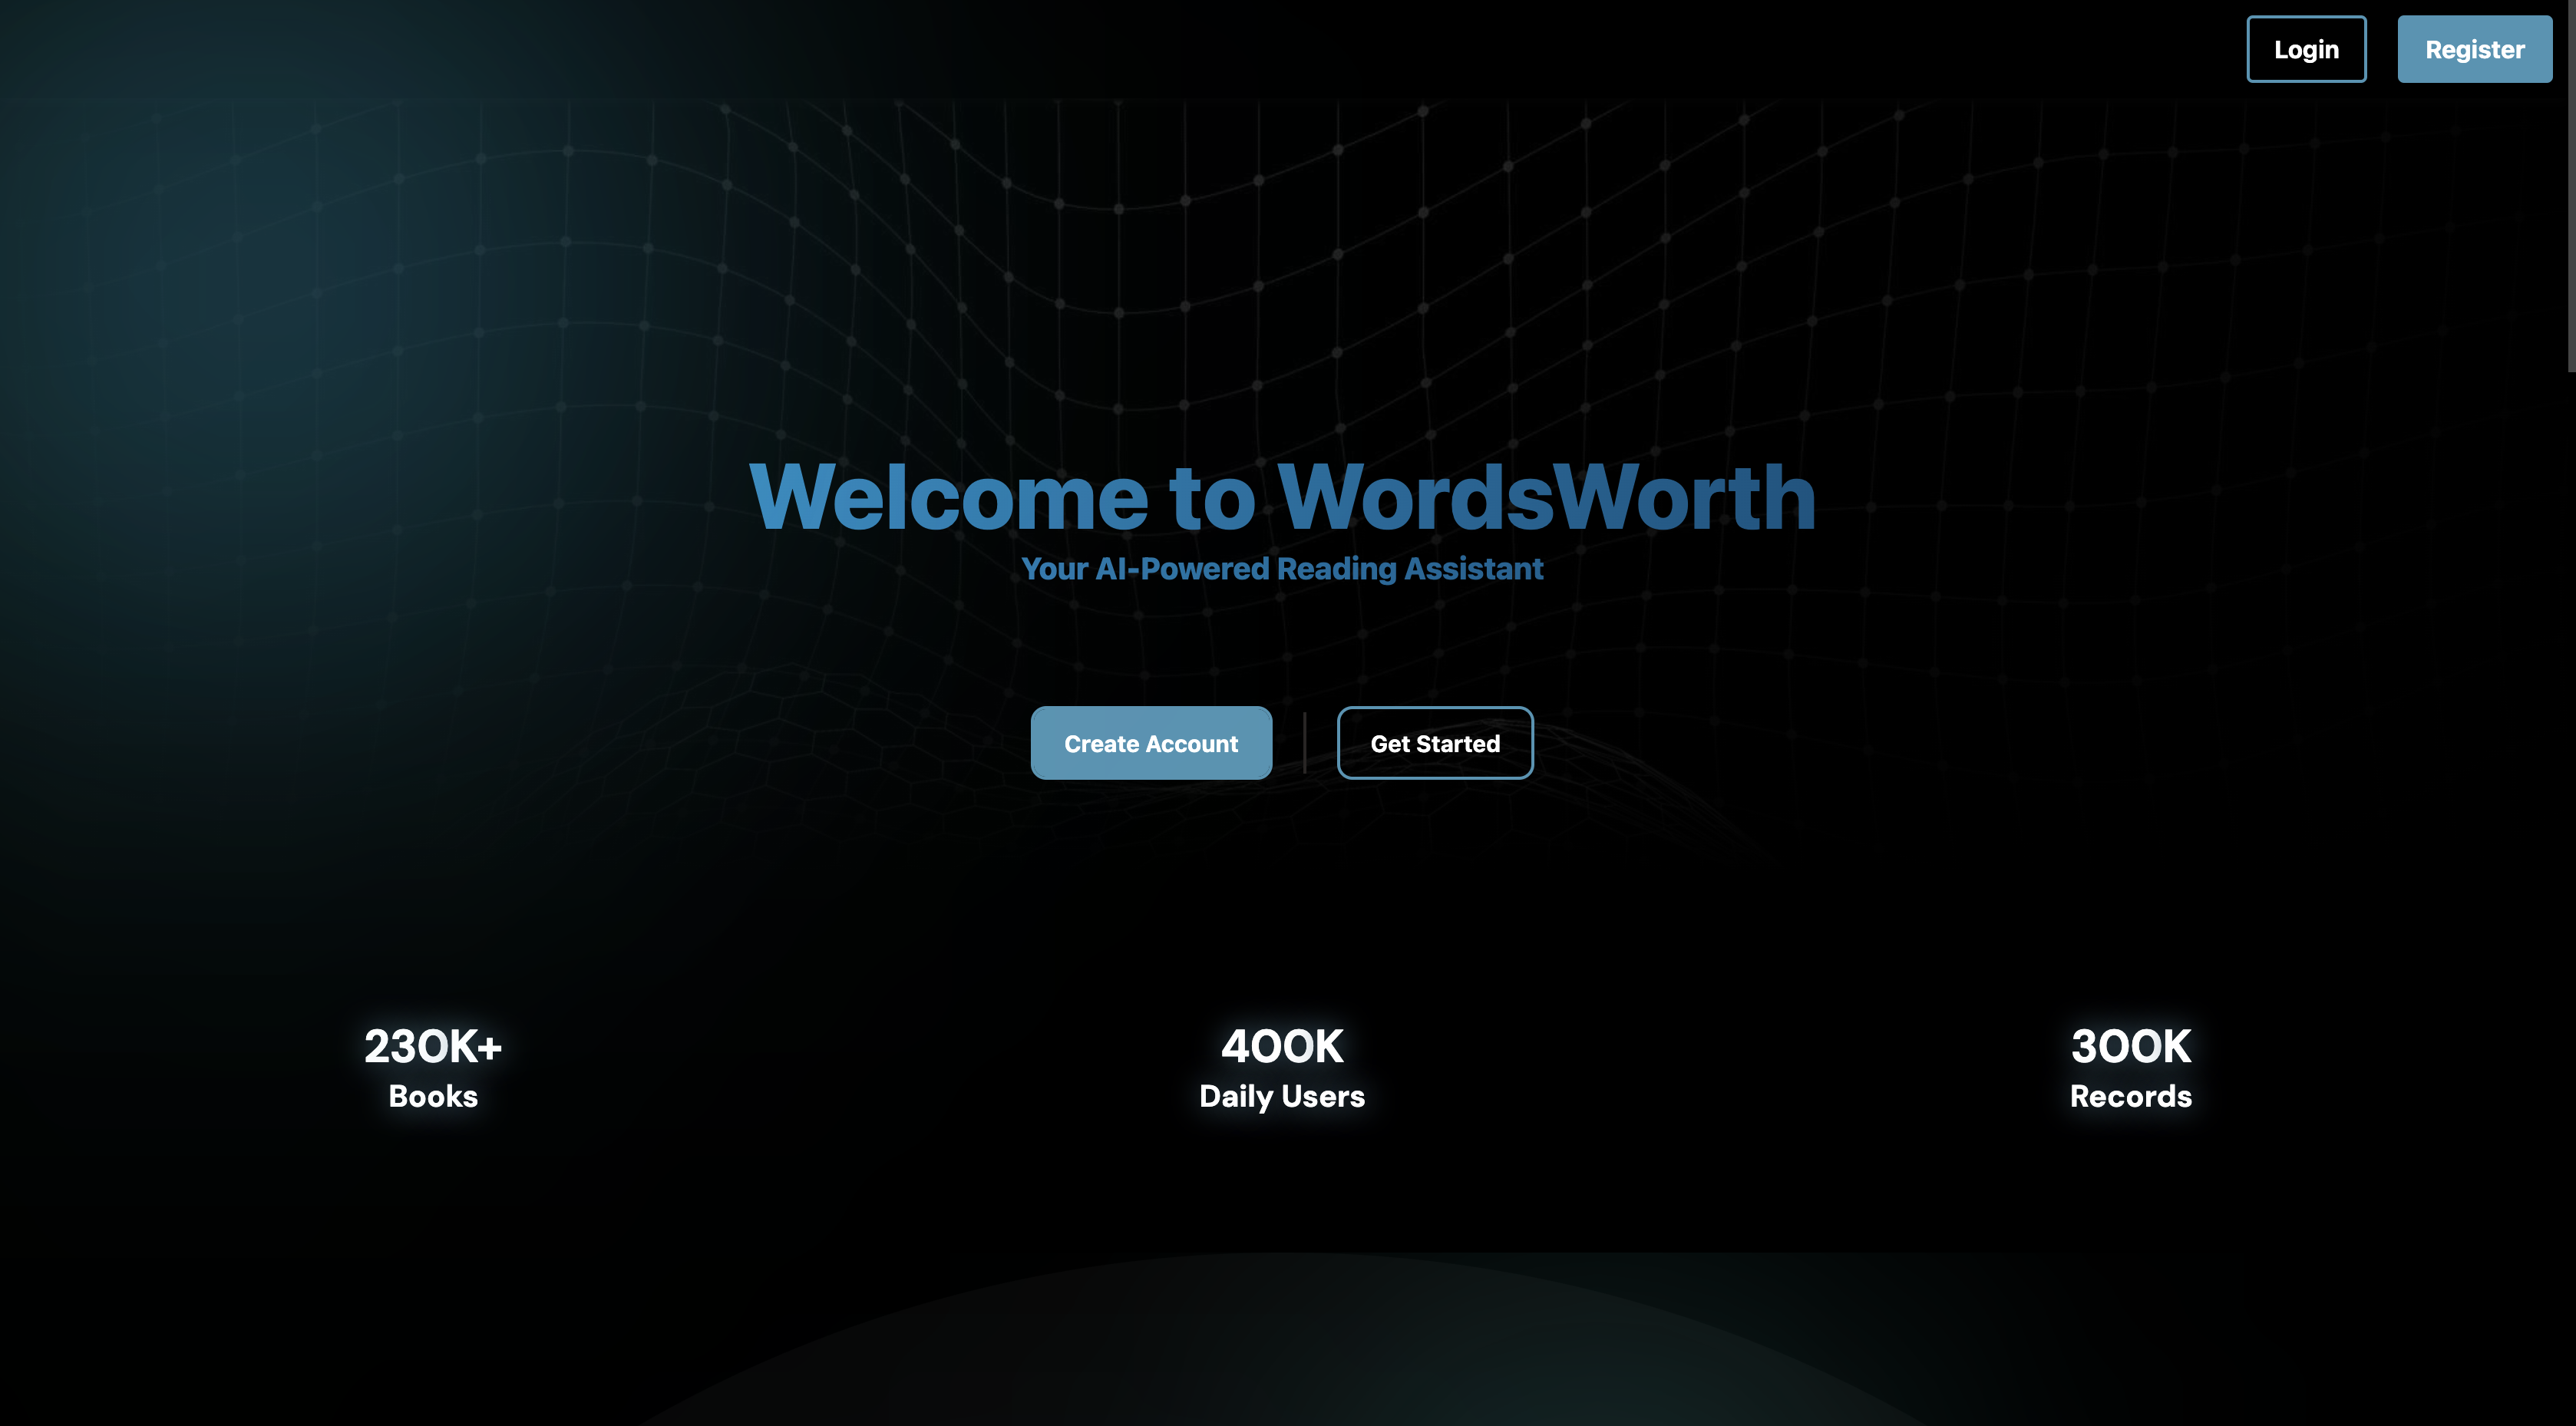 Login
Register
Welcome to WordsWorth
Your AI-Powered Reading Assistant
Create Account
Get Started
230K+
Books
400K
Daily Users
300K
Records